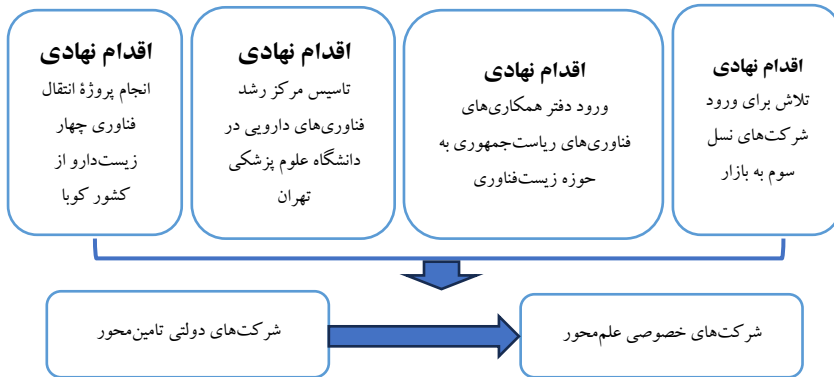 اقدام نهادی
تلاش برای ورود
شرکت‌های نسل
سوم به بازار
اقدام نهادی
ورود دفتر همکاری‌های
فناوری‌های ریاست‌جمهوری به
حوزه زیست‌فناوری
اقدام نهادی
تاسیس مرکز رشد
فناوری‌های دارویی در
دانشگاه علوم پزشکی
تهران
اقدام نهادی
انجام پروژۀ انتقال
فناوری چهار
زیست‌دارو از
کشور کوبا
شرکت‌های خصوصی علم‌محور
شرکت‌های دولتی تامین‌محور